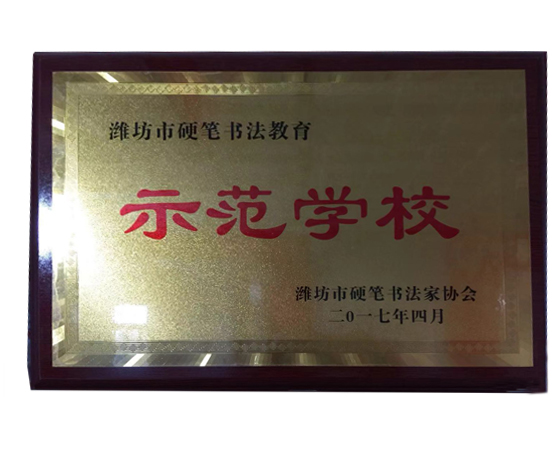 潍坊市硬笔书法教育
示范学校
潍坊市硬笔书法家协会
二0一七年四月